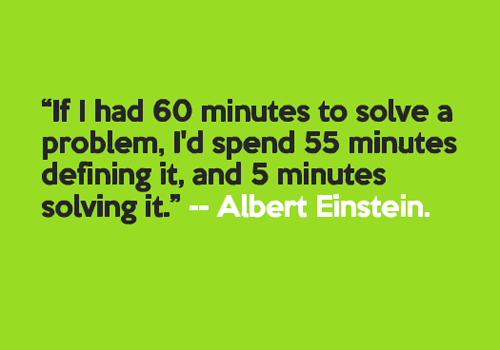 “If I had 60 minutes to solve a
problem, I'd spend 55 minutes
defining it, and 5 minutes
solving it.” -- Albert Einstein.